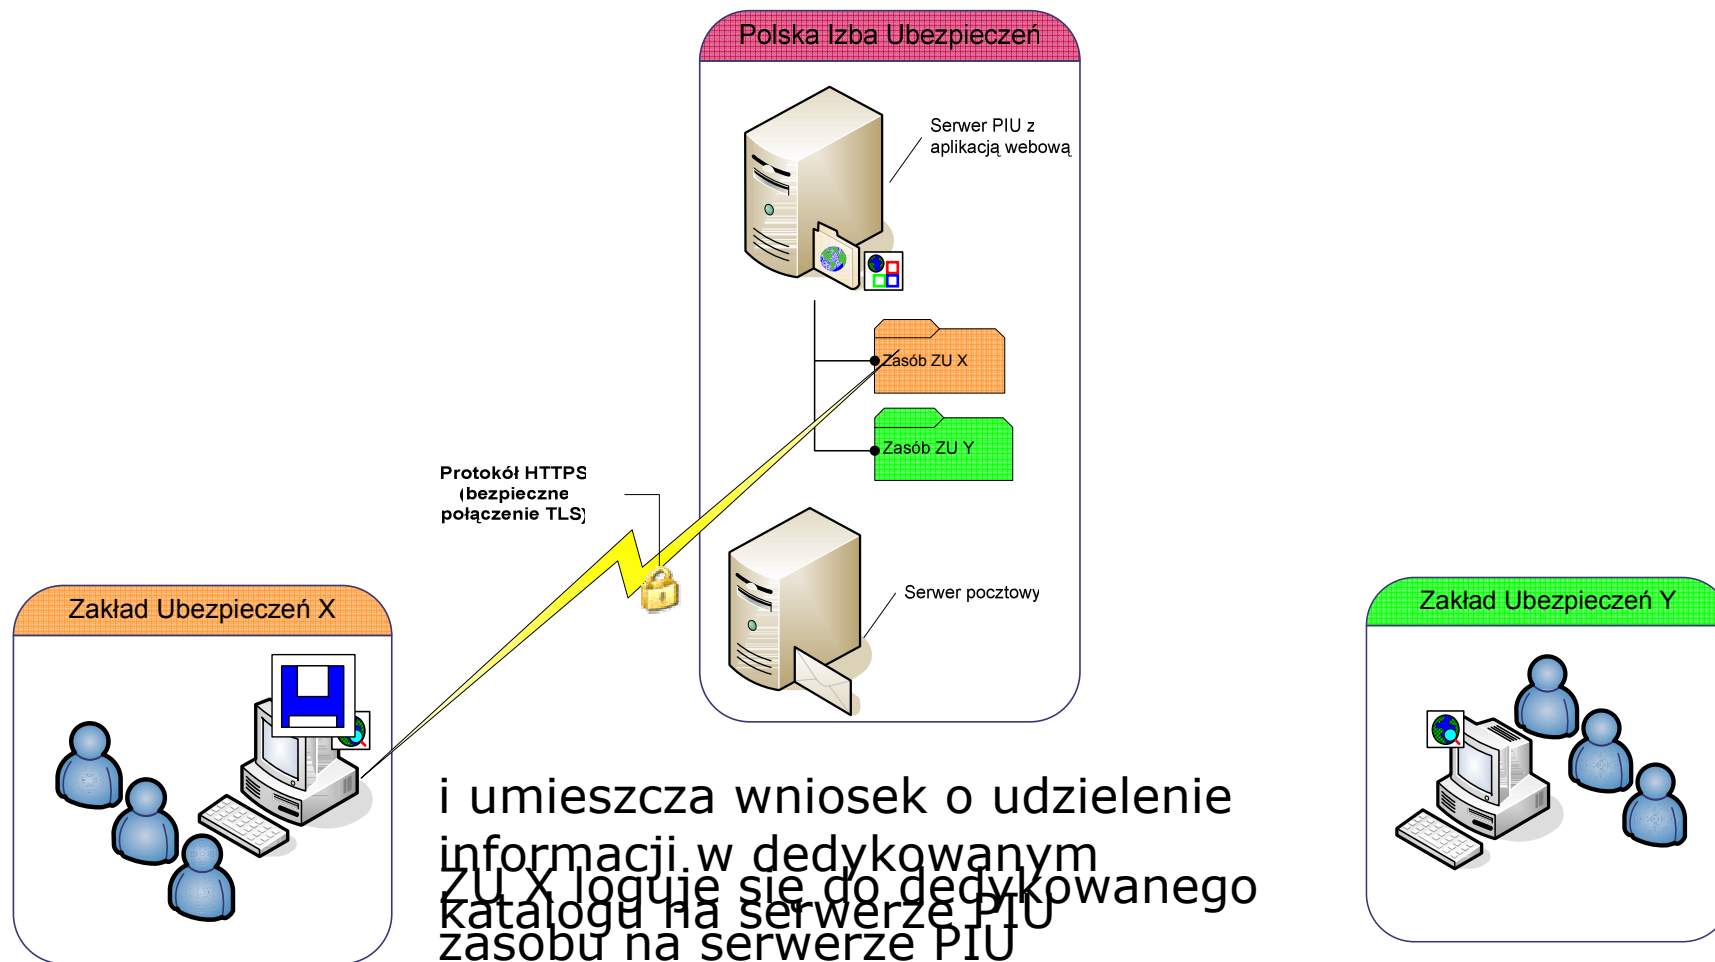 Polska Izba Ubezpieczeń
Serwer PIU z
aplikacją webową
Zasób ZU X
Zasób ZU Y
Protokół HTTPS
(bezpieczne
połączenie TLS)
Serwer pocztowy
Zakład Ubezpieczeń X
Zakład Ubezpieczeń Y
i umieszcza wniosek o udzielenie
informacji w dedykowanym
katalogu na serwerze PIU
ZU X loguje się do dedykowanego
zasobu na serwerze PIU